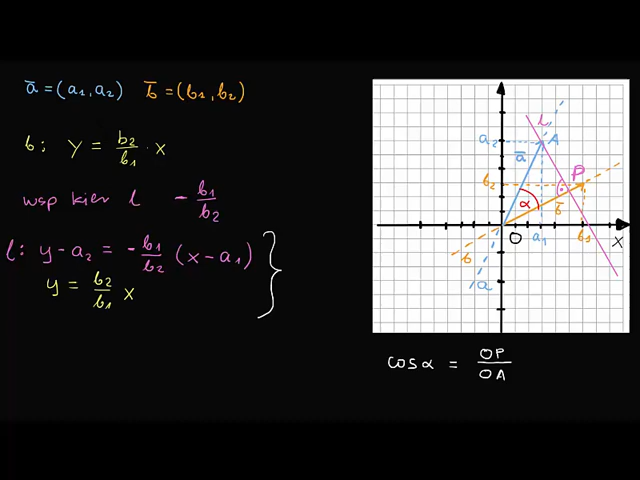 a̅ = (a₁, a₂) b̅ = (b₁, b₂)
b: y = b₂/b₁ · x
wsp kier l - b₁/b₂
l: y - a₂ = - b₁/b₂ (x - a₁)
y = b₂/b₁ x
l
a₂ A
a̅
P
b₂
α b̅
O a₁ b₁ x
b
a
cosα = OP/OA